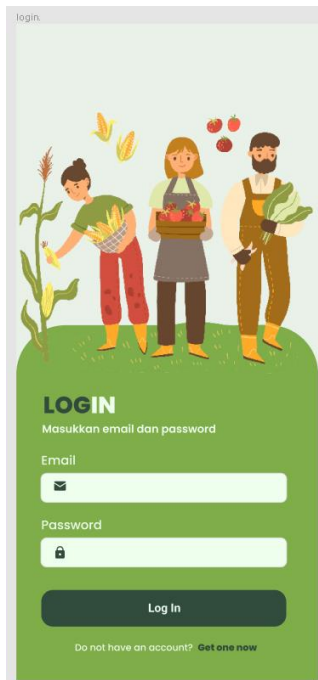 login.
LOGIN
Masukkan email dan password
Email
Password
Log In
Do not have an account? Get one now